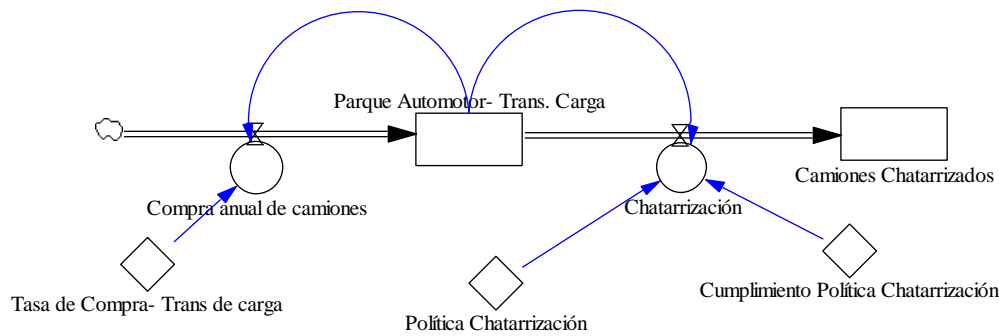 Parque Automotor- Trans. Carga
Camiones Chatarrizados
Compra anual de camiones
Chatarrización
Tasa de Compra- Trans de carga
Política Chatarrización
Cumplimiento Política Chatarrización